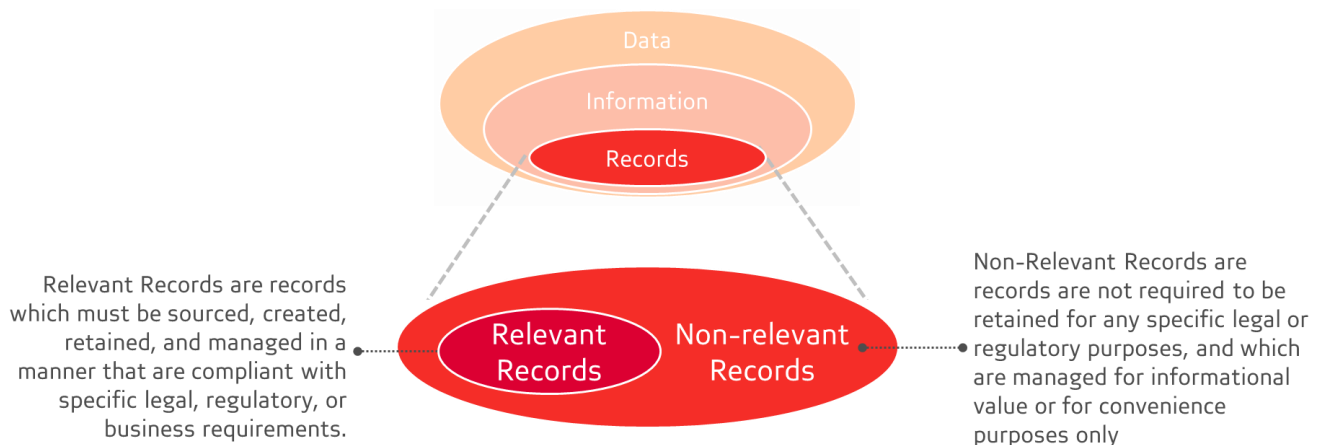 Data
Information
Records
Relevant Records are records
which must be sourced, created,
retained, and managed in a
manner that are compliant with
specific legal, regulatory, or
business requirements.
Relevant
Records
Non-relevant
Records
Non-Relevant Records are
records are not required to be
retained for any specific legal or
regulatory purposes, and which
are managed for informational
value or for convenience
purposes only